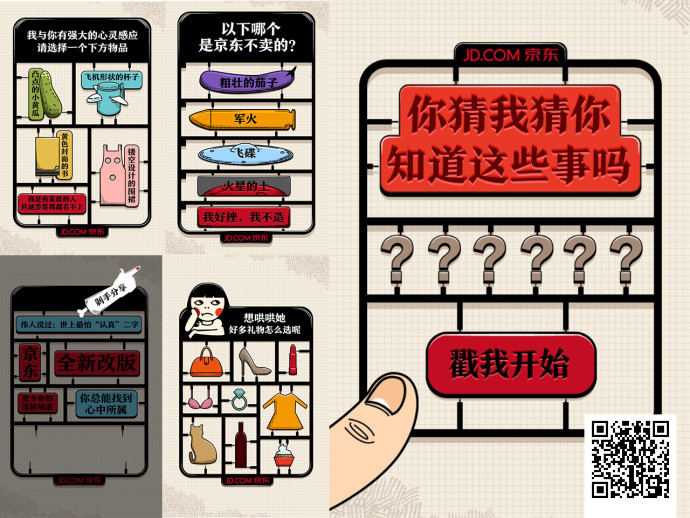 我与你有强大的心灵感应
请选择一个下方物品
凸点的小黄瓜
飞机形状的杯子
黄色封面的书
镂空设计的围裙
我是有素质的人
其他答案我都看不上
JD.COM 京东
以下哪个
是京东不卖的?
粗壮的茄子
军火
飞碟
火星的土
我好挫,我不造
JD.COM 京东
剁手分享
伟人说过:世上最怕“认真”二字
京东
全新改版
你总能找到
心中所属
JD.COM 京东
想哄哄她
好多礼物怎么选呢
JD.COM 京东
JD.COM 京东
你猜我猜你
知道这些事吗
? ? ? ? ? ?
戳我开始